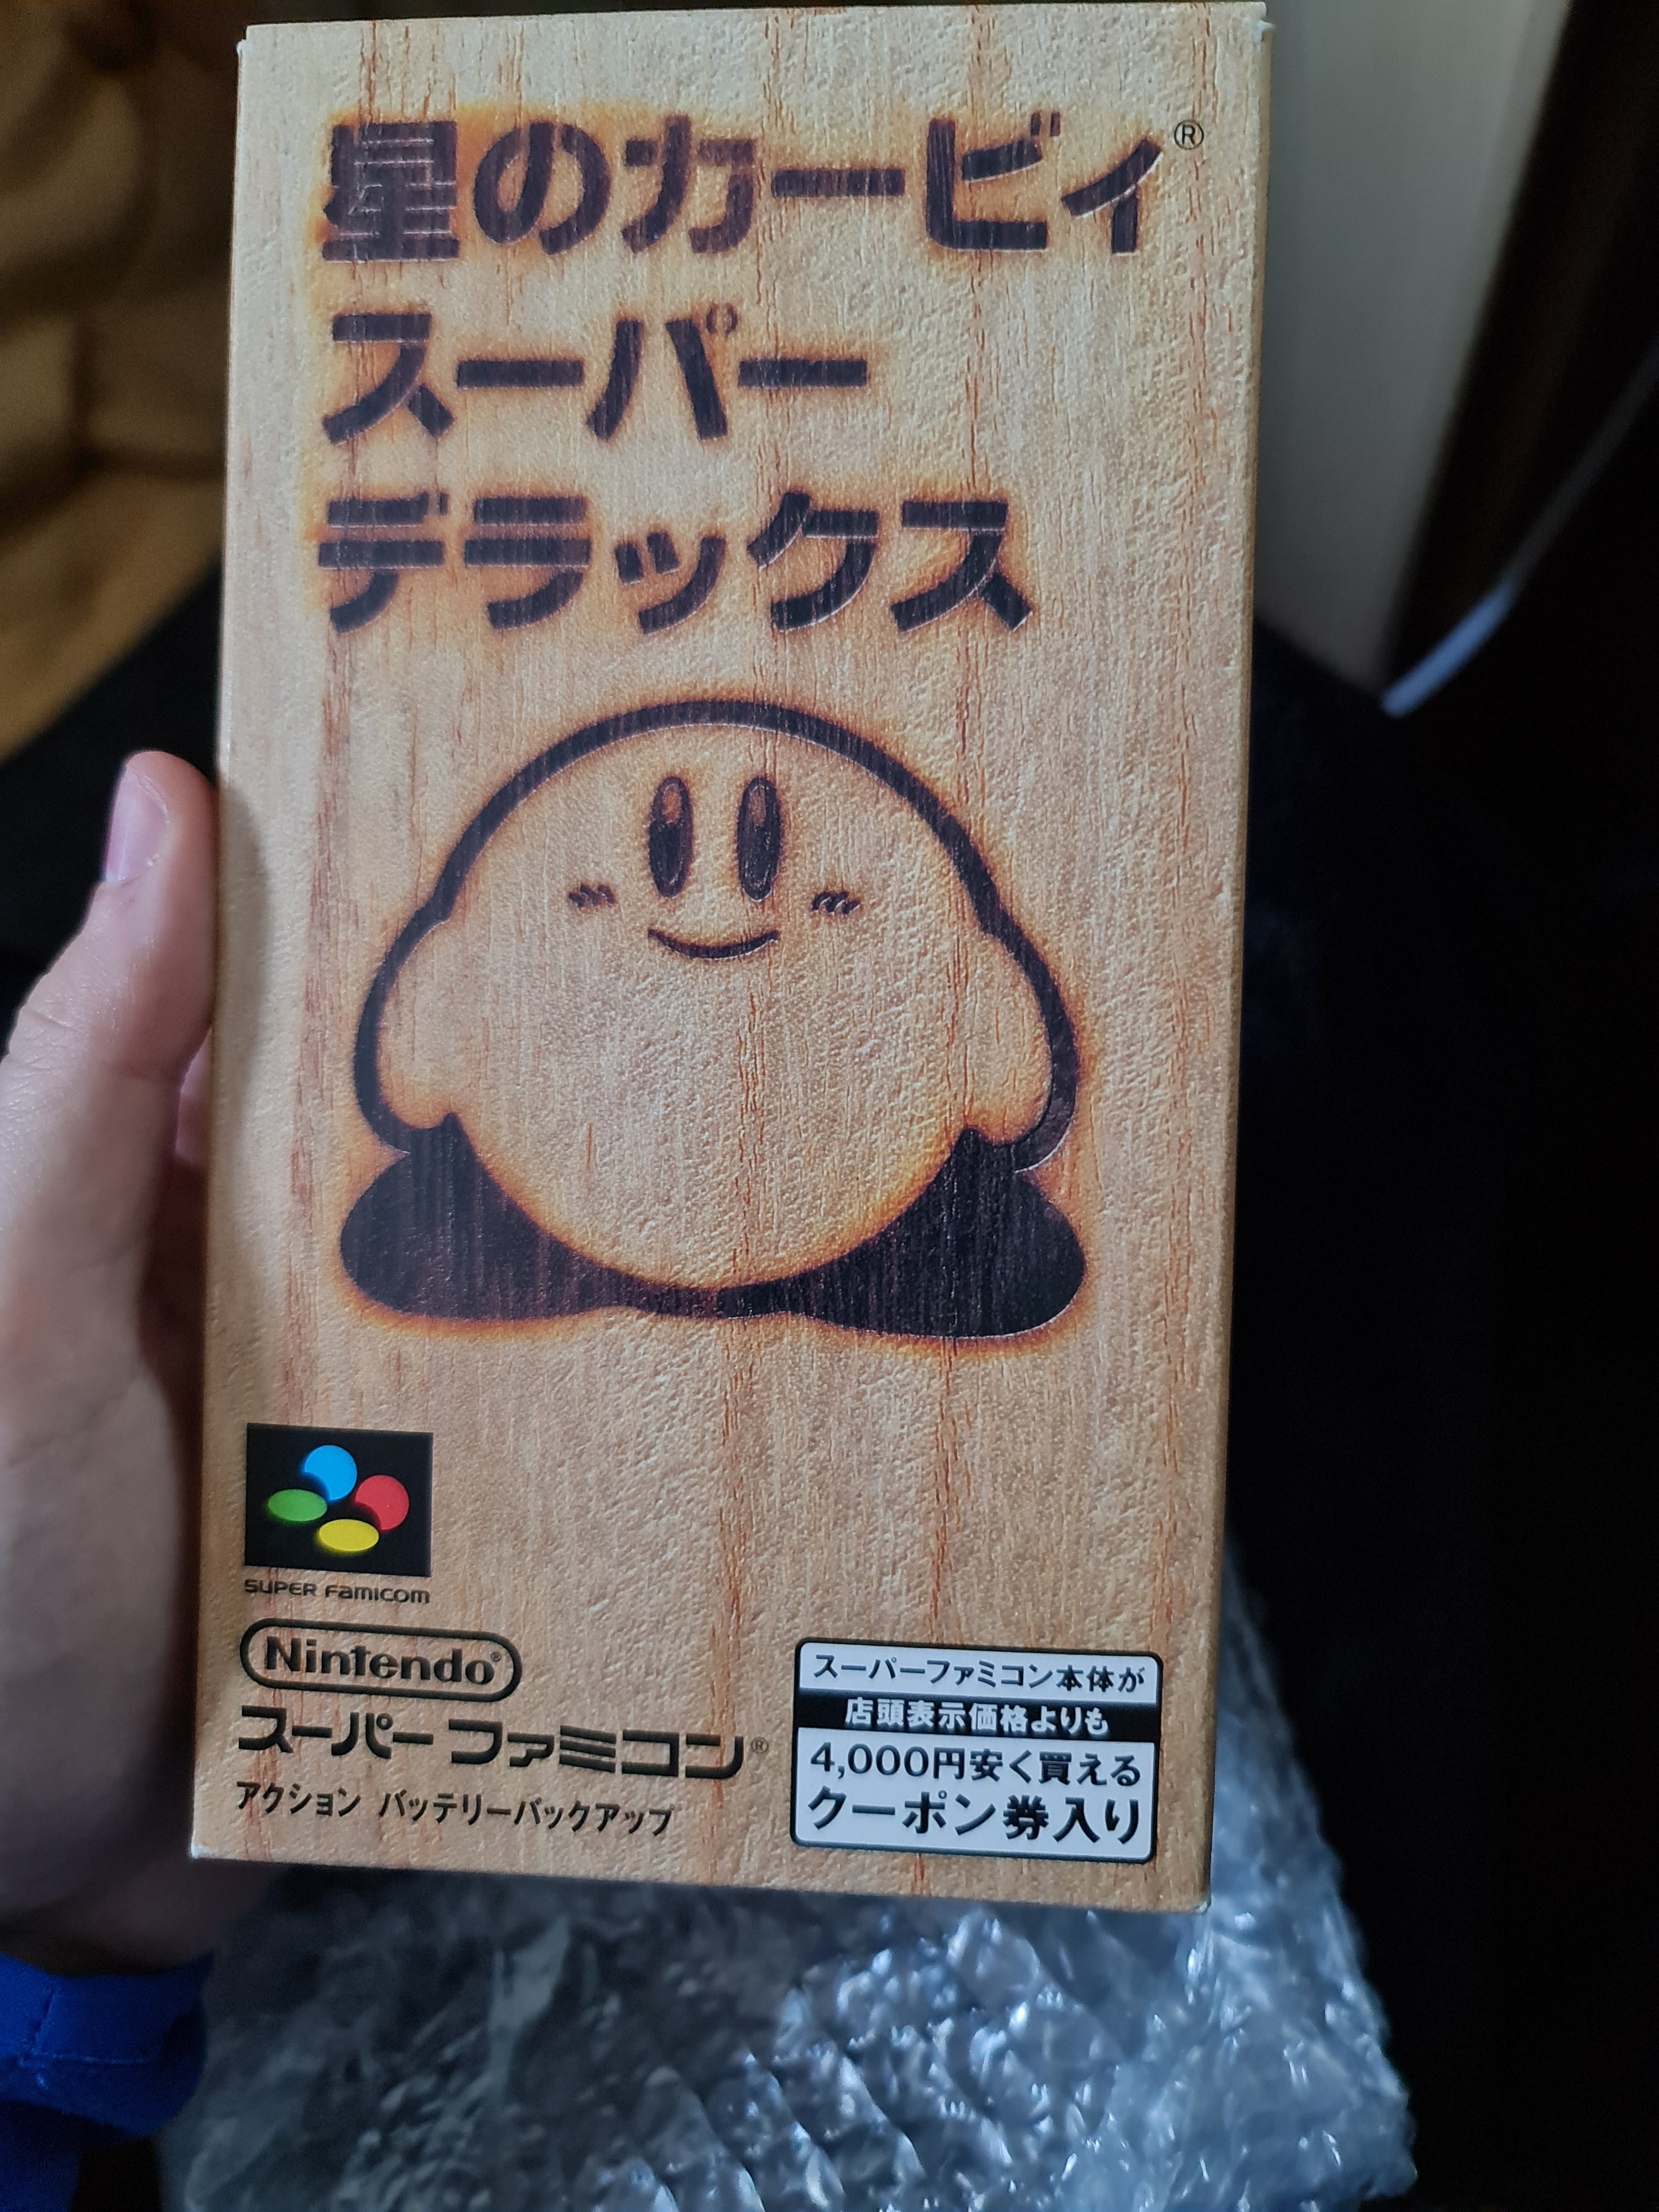 星のカービィ®
スーパー
デラックス
SUPER FAMICOM
Nintendo®
スーパーファミコン®
アクション バッテリーバックアップ
スーパーファミコン本体が
店頭表示価格よりも
4,000円安く買える
クーポン券入り